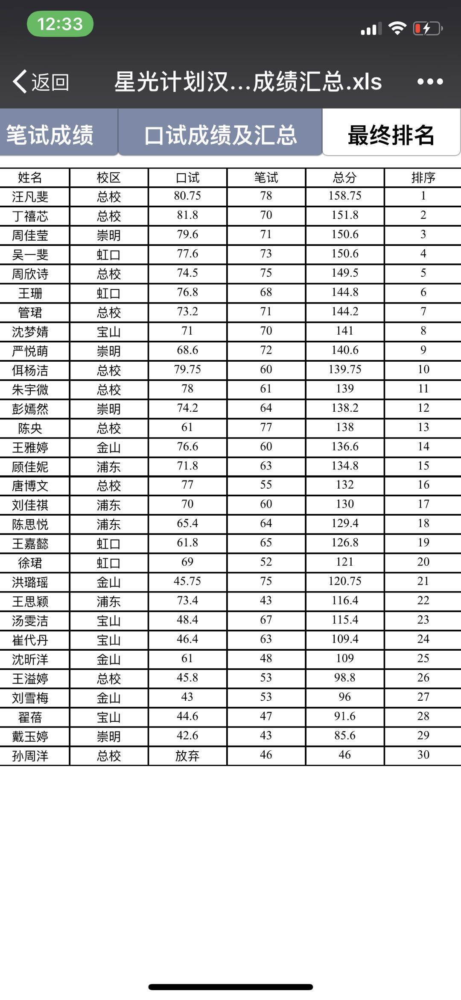 12:33
返回 星光计划汉...成绩汇总.xls
笔试成绩 口试成绩及汇总 最终排名
姓名 校区 口试 笔试 总分 排序
汪凡斐 总校 80.75 78 158.75 1
丁禧芯 总校 81.8 70 151.8 2
周佳莹 崇明 79.6 71 150.6 3
吴一斐 虹口 77.6 73 150.6 4
周欣诗 总校 74.5 75 149.5 5
王珊 虹口 76.8 68 144.8 6
管珺 总校 73.2 71 144.2 7
沈梦婧 宝山 71 70 141 8
严悦萌 崇明 68.6 72 140.6 9
佴杨洁 总校 79.75 60 139.75 10
朱宇微 总校 78 61 139 11
彭嫣然 崇明 74.2 64 138.2 12
陈央 总校 61 77 138 13
王雅婷 金山 76.6 60 136.6 14
顾佳妮 浦东 71.8 63 134.8 15
唐博文 总校 77 55 132 16
刘佳祺 浦东 70 60 130 17
陈思悦 浦东 65.4 64 129.4 18
王嘉懿 虹口 61.8 65 126.8 19
徐珺 虹口 69 52 121 20
洪璐瑶 金山 45.75 75 120.75 21
王思颖 浦东 73.4 43 116.4 22
汤雯洁 宝山 48.4 67 115.4 23
崔代丹 宝山 46.4 63 109.4 24
沈昕洋 金山 61 48 109 25
王溢婷 总校 45.8 53 98.8 26
刘雪梅 金山 43 53 96 27
翟蓓 宝山 44.6 47 91.6 28
戴玉婷 崇明 42.6 43 85.6 29
孙周洋 总校 放弃 46 46 30